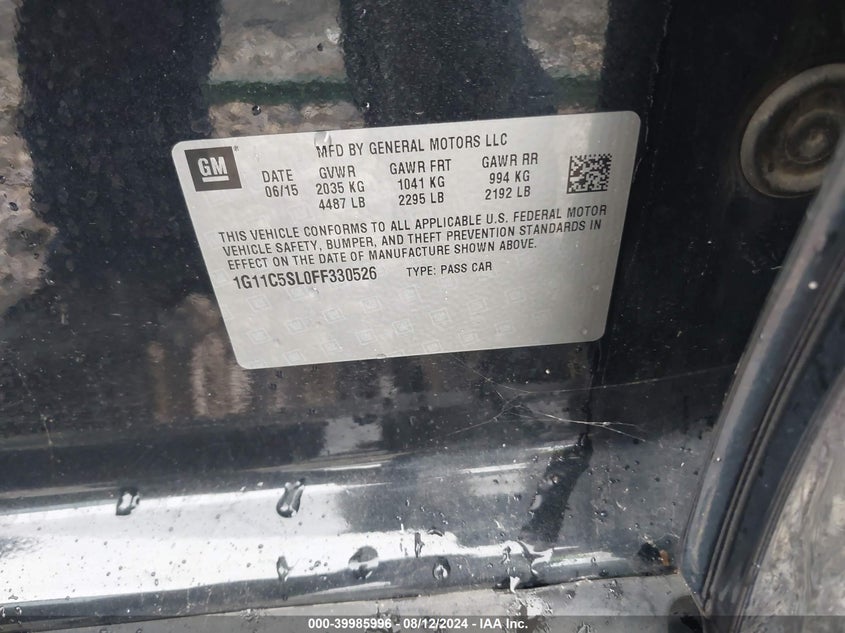 GM
MFD BY GENERAL MOTORS LLC
DATE GVWR GAWR FRT GAWR RR
06/15 2035 KG 1041 KG 994 KG
4487 LB 2295 LB 2192 LB
THIS VEHICLE CONFORMS TO ALL APPLICABLE U.S. FEDERAL MOTOR
VEHICLE SAFETY, BUMPER, AND THEFT PREVENTION STANDARDS IN
EFFECT ON THE DATE OF MANUFACTURE SHOWN ABOVE.
1G11C5SL0FF330526 TYPE: PASS CAR
000-39985996 - 08/12/2024 - IAA Inc.